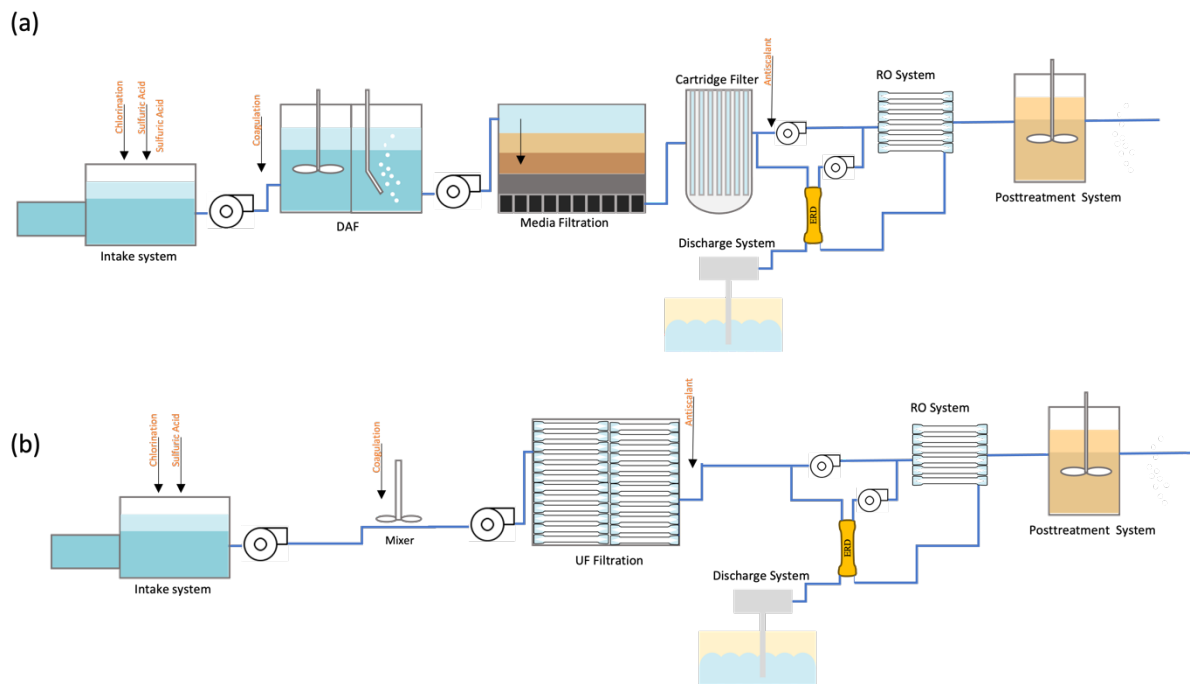 (a)
Chlorination
Sulfuric Acid
Sulfuric Acid
Coagulation
Cartridge Filter
Antiscalant
RO System
Intake system
DAF
Media Filtration
ERD
Discharge System
Posttreatment System
(b)
Chlorination
Sulfuric Acid
Coagulation
Antiscalant
RO System
Intake system
Mixer
UF Filtration
ERD
Discharge System
Posttreatment System